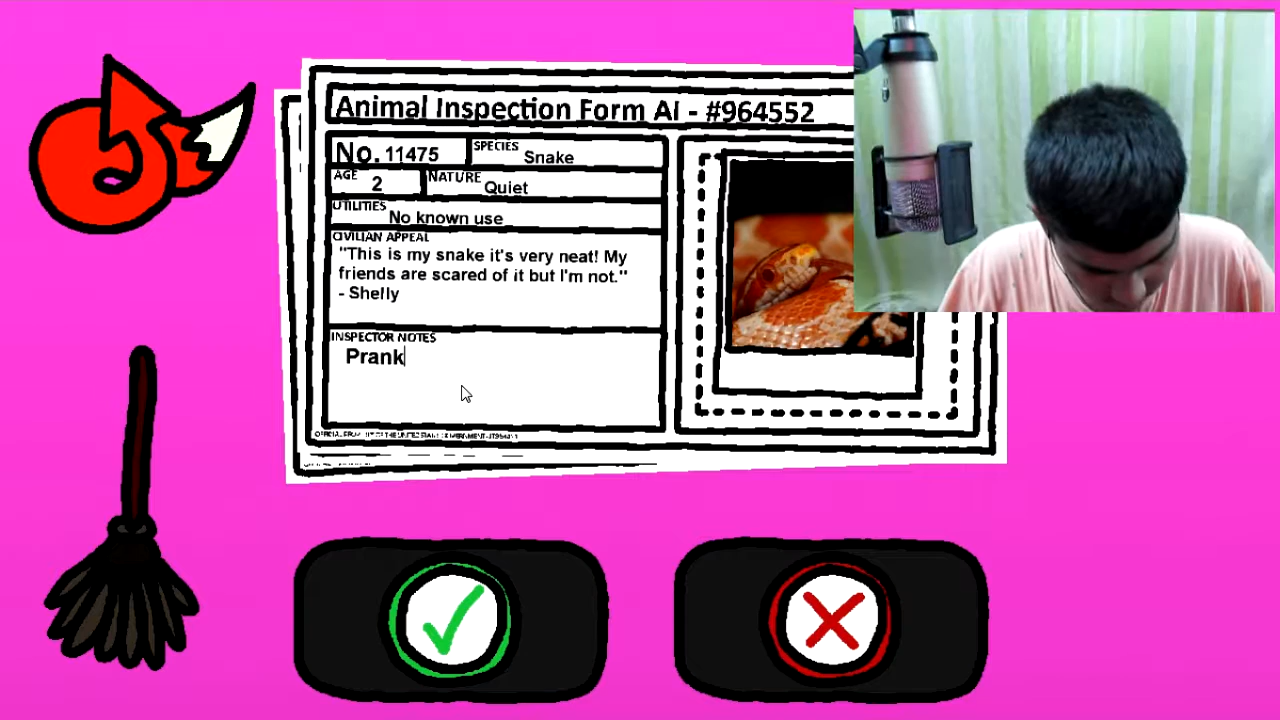 Animal Inspection Form AI - #964552
No. 11475
SPECIES Snake
AGE 2
NATURE Quiet
UTILITIES No known use
CIVILIAN APPEAL
"This is my snake it's very neat! My
friends are scared of it but I'm not."
- Shelly
INSPECTOR NOTES
Prank